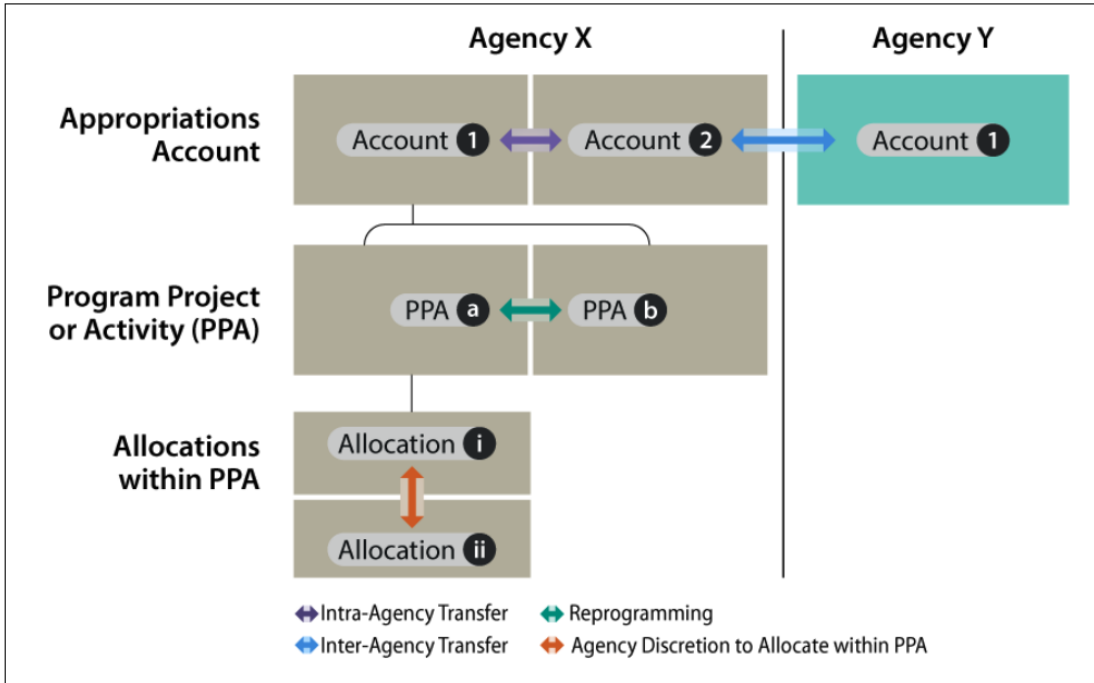 Agency X
Agency Y
Appropriations
Account
Account 1
Account 2
Account 1
Program Project
or Activity (PPA)
PPA a
PPA b
Allocations
within PPA
Allocation i
Allocation ii
Intra-Agency Transfer
Reprogramming
Inter-Agency Transfer
Agency Discretion to Allocate within PPA